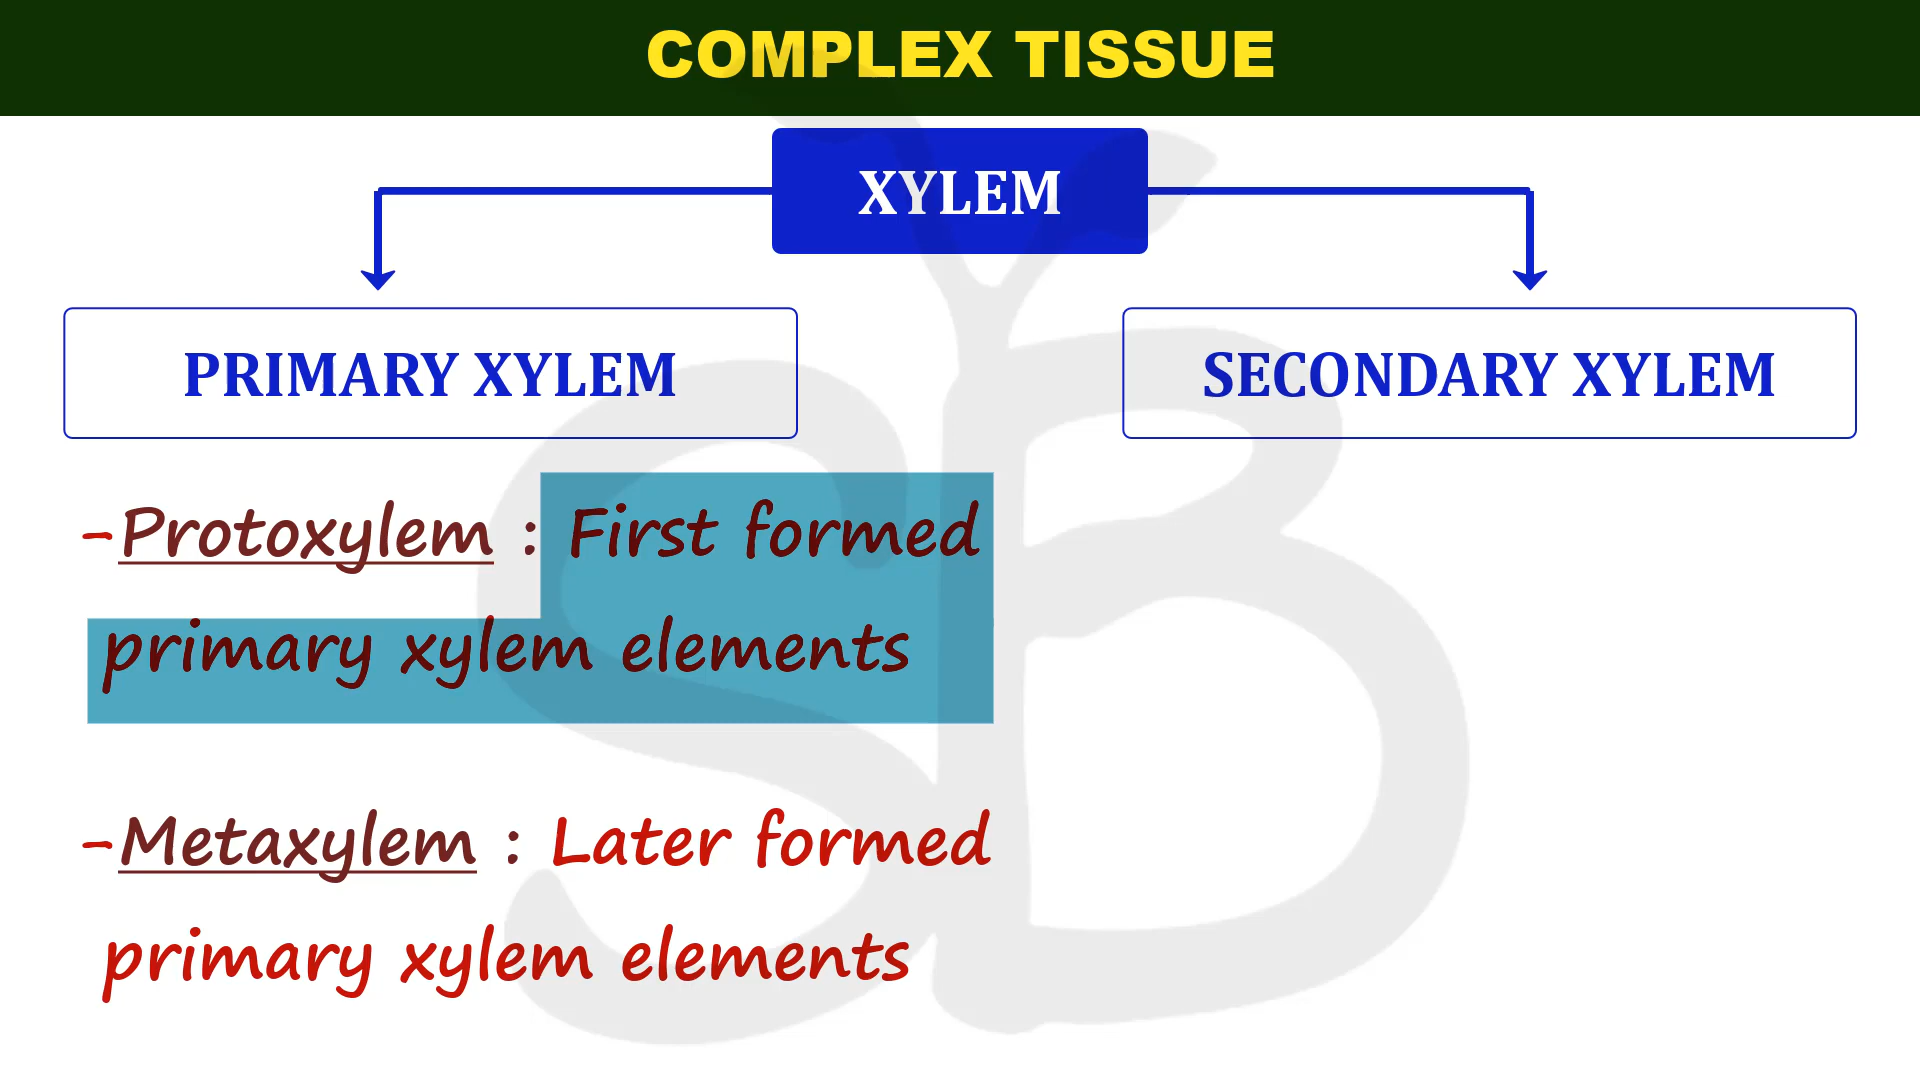 COMPLEX TISSUE
XYLEM
PRIMARY XYLEM
SECONDARY XYLEM
-Protoxylem : First formed
primary xylem elements
-Metaxylem : Later formed
primary xylem elements